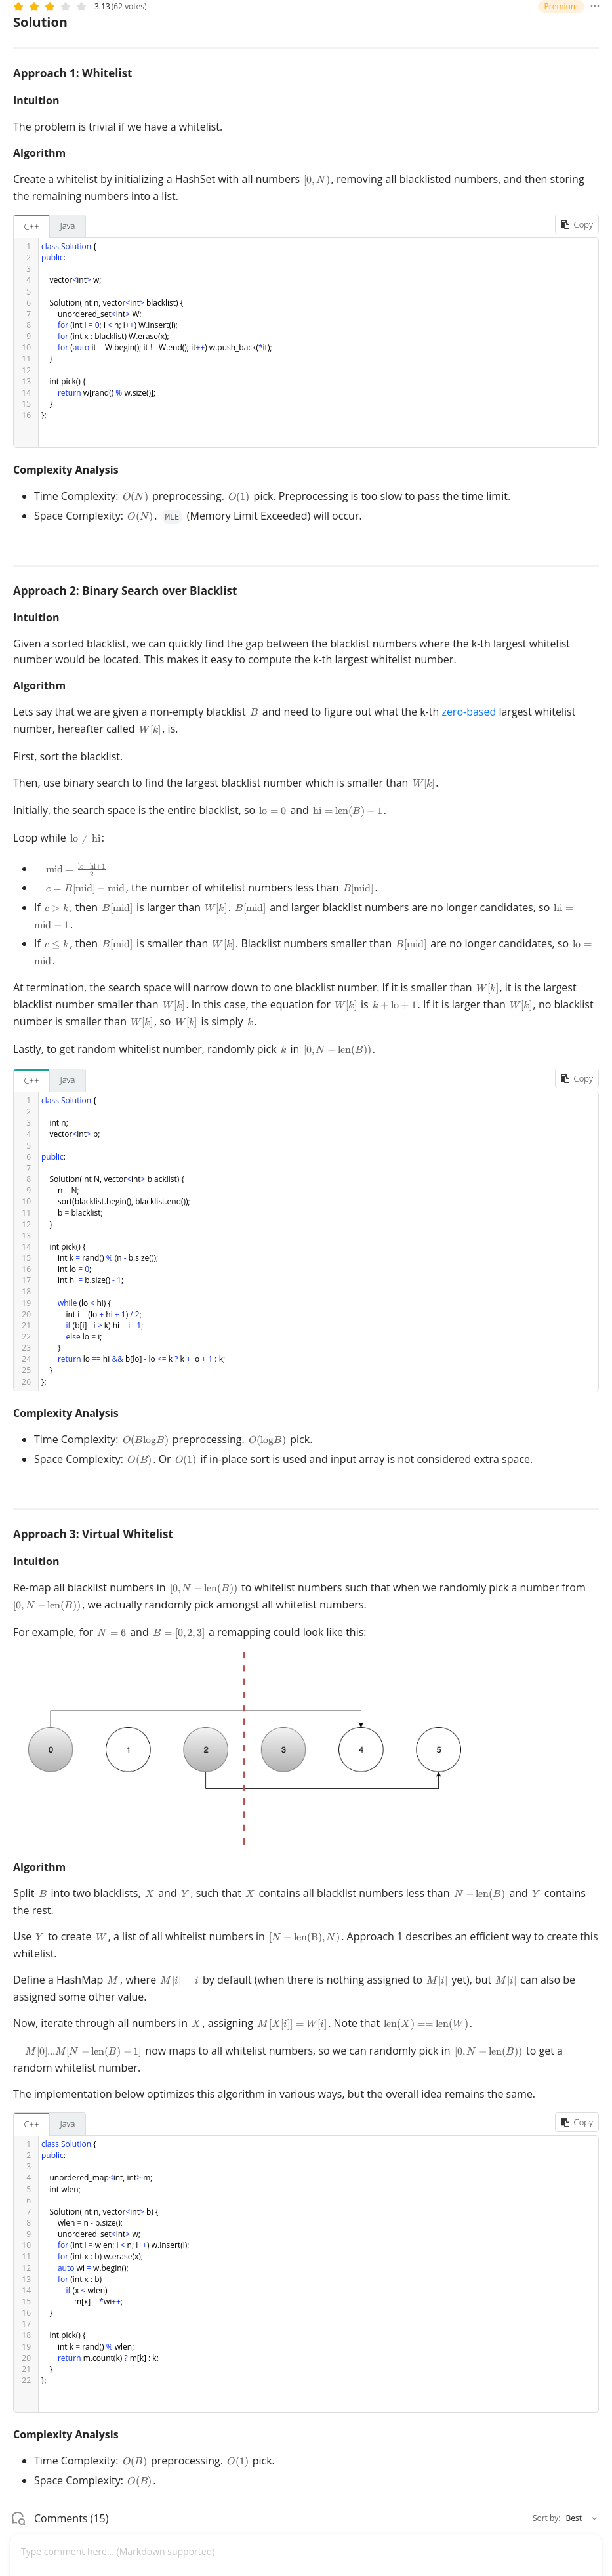 3.13 (62 votes)
Premium
Solution
Approach 1: Whitelist
Intuition
The problem is trivial if we have a whitelist.
Algorithm
Create a whitelist by initializing a HashSet with all numbers [0, N), removing all blacklisted numbers, and then storing
the remaining numbers into a list.
C++ Java Copy
1 class Solution {
2 public:
3
4 vector<int> w;
5
6 Solution(int n, vector<int> blacklist) {
7 unordered_set<int> W;
8 for (int i = 0; i < n; i++) W.insert(i);
9 for (int x : blacklist) W.erase(x);
10 for (auto it = W.begin(); it != W.end(); it++) w.push_back(*it);
11 }
12
13 int pick() {
14 return w[rand() % w.size()];
15 }
16 };
Complexity Analysis
• Time Complexity: O(N) preprocessing. O(1) pick. Preprocessing is too slow to pass the time limit.
• Space Complexity: O(N). MLE (Memory Limit Exceeded) will occur.
Approach 2: Binary Search over Blacklist
Intuition
Given a sorted blacklist, we can quickly find the gap between the blacklist numbers where the k-th largest whitelist
number would be located. This makes it easy to compute the k-th largest whitelist number.
Algorithm
Lets say that we are given a non-empty blacklist B and need to figure out what the k-th zero-based largest whitelist
number, hereafter called W[k], is.
First, sort the blacklist.
Then, use binary search to find the largest blacklist number which is smaller than W[k].
Initially, the search space is the entire blacklist, so lo = 0 and hi = len(B) − 1.
Loop while lo ≠ hi:
• mid = lo+hi+1 / 2
• c = B[mid] − mid, the number of whitelist numbers less than B[mid].
• If c > k, then B[mid] is larger than W[k]. B[mid] and larger blacklist numbers are no longer candidates, so hi =
mid − 1.
• If c ≤ k, then B[mid] is smaller than W[k]. Blacklist numbers smaller than B[mid] are no longer candidates, so lo =
mid.
At termination, the search space will narrow down to one blacklist number. If it is smaller than W[k], it is the largest
blacklist number smaller than W[k]. In this case, the equation for W[k] is k + lo + 1. If it is larger than W[k], no blacklist
number is smaller than W[k], so W[k] is simply k.
Lastly, to get random whitelist number, randomly pick k in [0, N − len(B)).
C++ Java Copy
1 class Solution {
2
3 int n;
4 vector<int> b;
5
6 public:
7
8 Solution(int N, vector<int> blacklist) {
9 n = N;
10 sort(blacklist.begin(), blacklist.end());
11 b = blacklist;
12 }
13
14 int pick() {
15 int k = rand() % (n - b.size());
16 int lo = 0;
17 int hi = b.size() - 1;
18
19 while (lo < hi) {
20 int i = (lo + hi + 1) / 2;
21 if (b[i] - i > k) hi = i - 1;
22 else lo = i;
23 }
24 return lo == hi && b[lo] - lo <= k ? k + lo + 1 : k;
25 }
26 };
Complexity Analysis
• Time Complexity: O(BlogB) preprocessing. O(logB) pick.
• Space Complexity: O(B). Or O(1) if in-place sort is used and input array is not considered extra space.
Approach 3: Virtual Whitelist
Intuition
Re-map all blacklist numbers in [0, N − len(B)) to whitelist numbers such that when we randomly pick a number from
[0, N − len(B)), we actually randomly pick amongst all whitelist numbers.
For example, for N = 6 and B = [0, 2, 3] a remapping could look like this:
0 1 2 3 4 5
Algorithm
Split B into two blacklists, X and Y, such that X contains all blacklist numbers less than N − len(B) and Y contains
the rest.
Use Y to create W, a list of all whitelist numbers in [N − len(B), N). Approach 1 describes an efficient way to create this
whitelist.
Define a HashMap M, where M[i] = i by default (when there is nothing assigned to M[i] yet), but M[i] can also be
assigned some other value.
Now, iterate through all numbers in X, assigning M[X[i]] = W[i]. Note that len(X) == len(W).
M[0]...M[N − len(B) − 1] now maps to all whitelist numbers, so we can randomly pick in [0, N − len(B)) to get a
random whitelist number.
The implementation below optimizes this algorithm in various ways, but the overall idea remains the same.
C++ Java Copy
1 class Solution {
2 public:
3
4 unordered_map<int, int> m;
5 int wlen;
6
7 Solution(int n, vector<int> b) {
8 wlen = n - b.size();
9 unordered_set<int> w;
10 for (int i = wlen; i < n; i++) w.insert(i);
11 for (int x : b) w.erase(x);
12 auto wi = w.begin();
13 for (int x : b)
14 if (x < wlen)
15 m[x] = *wi++;
16 }
17
18 int pick() {
19 int k = rand() % wlen;
20 return m.count(k) ? m[k] : k;
21 }
22 };
Complexity Analysis
• Time Complexity: O(B) preprocessing. O(1) pick.
• Space Complexity: O(B).
Comments (15)
Sort by: Best
Type comment here... (Markdown supported)